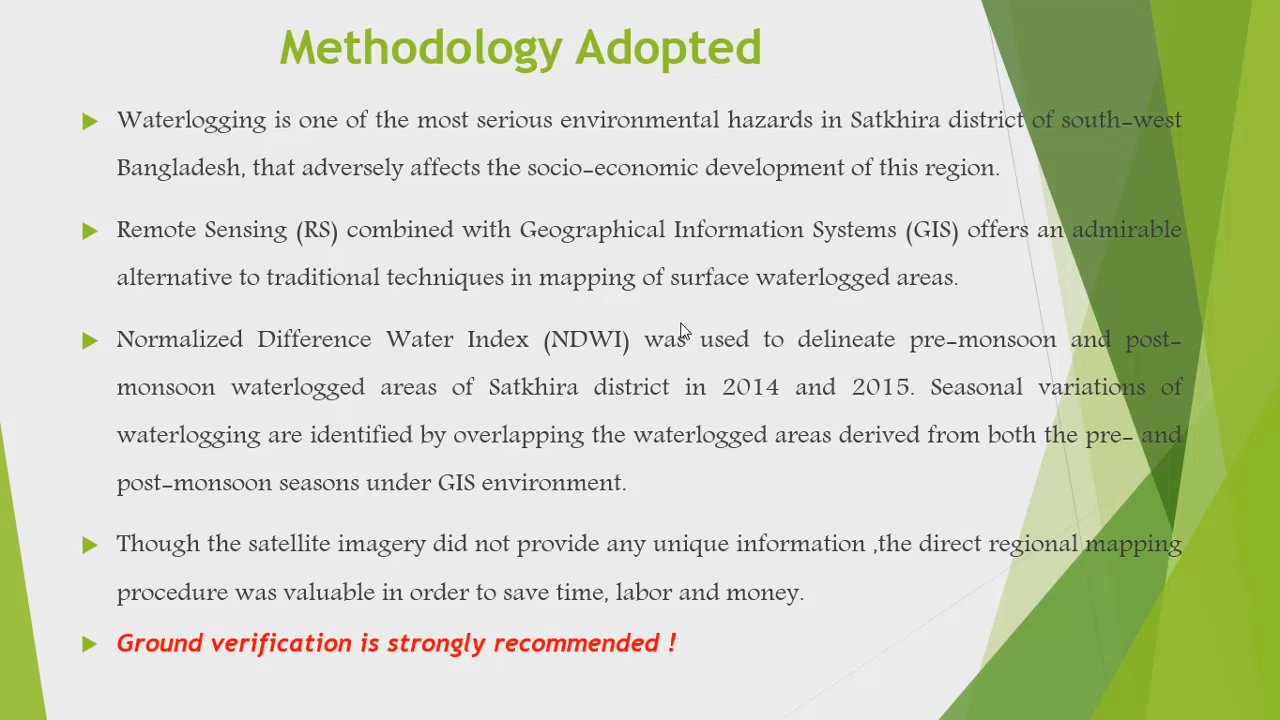 Methodology Adopted
Waterlogging is one of the most serious environmental hazards in Satkhira district of south-west
Bangladesh, that adversely affects the socio-economic development of this region.
Remote Sensing (RS) combined with Geographical Information Systems (GIS) offers an admirable
alternative to traditional techniques in mapping of surface waterlogged areas.
Normalized Difference Water Index (NDWI) was used to delineate pre-monsoon and post-
monsoon waterlogged areas of Satkhira district in 2014 and 2015. Seasonal variations of
waterlogging are identified by overlapping the waterlogged areas derived from both the pre- and
post-monsoon seasons under GIS environment.
Though the satellite imagery did not provide any unique information ,the direct regional mapping
procedure was valuable in order to save time, labor and money.
Ground verification is strongly recommended !